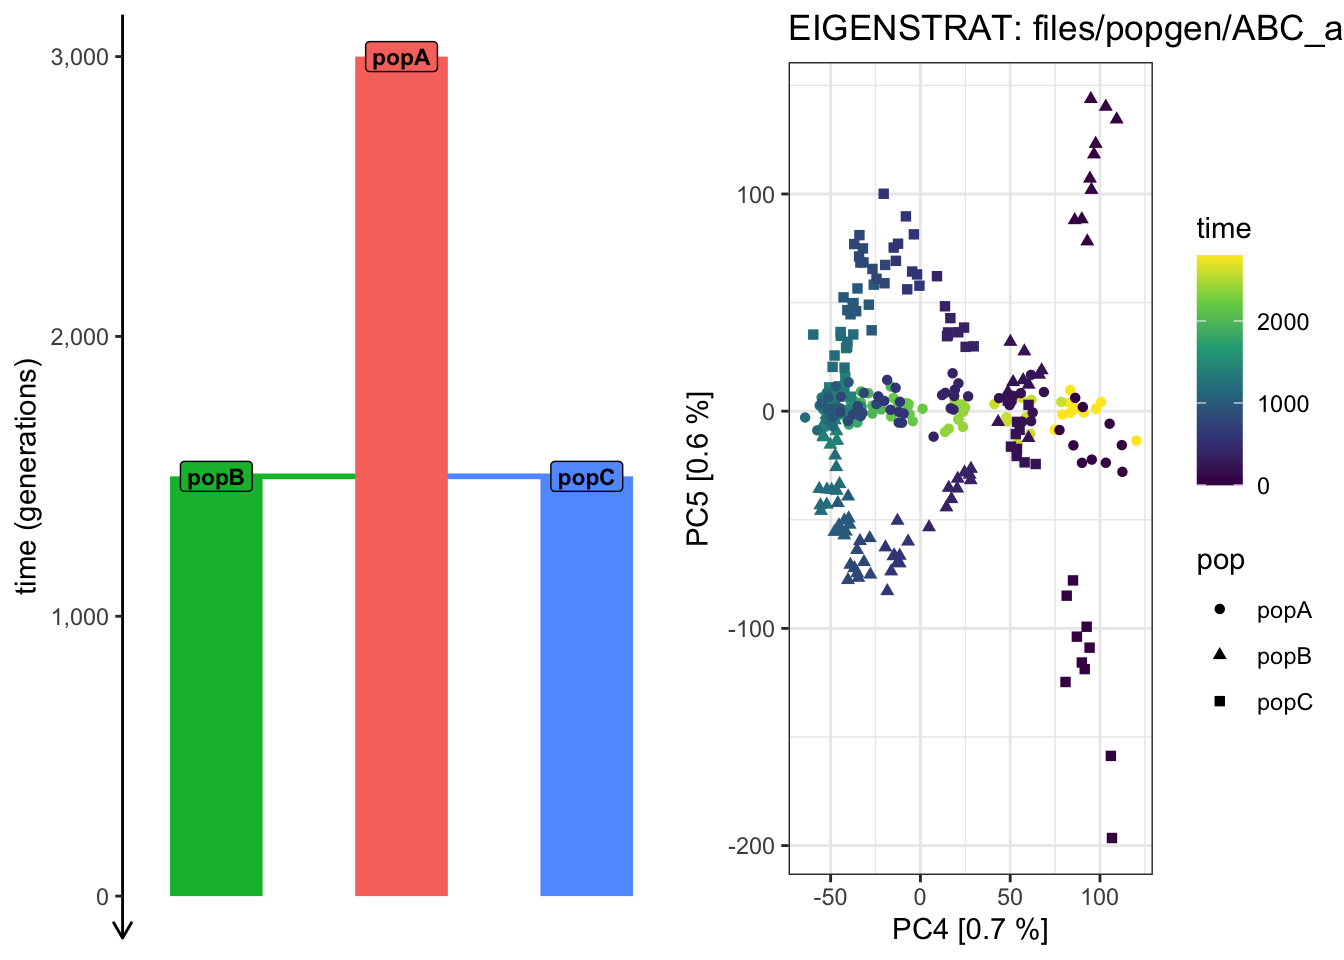 time (generations)
3,000
2,000
1,000
0
popA
popB
popC
EIGENSTRAT: files/popgen/ABC_a
PC5 [0.6 %]
100
0
-100
-200
-50
0
50
100
PC4 [0.7 %]
time
2000
1000
0
pop
popA
popB
popC